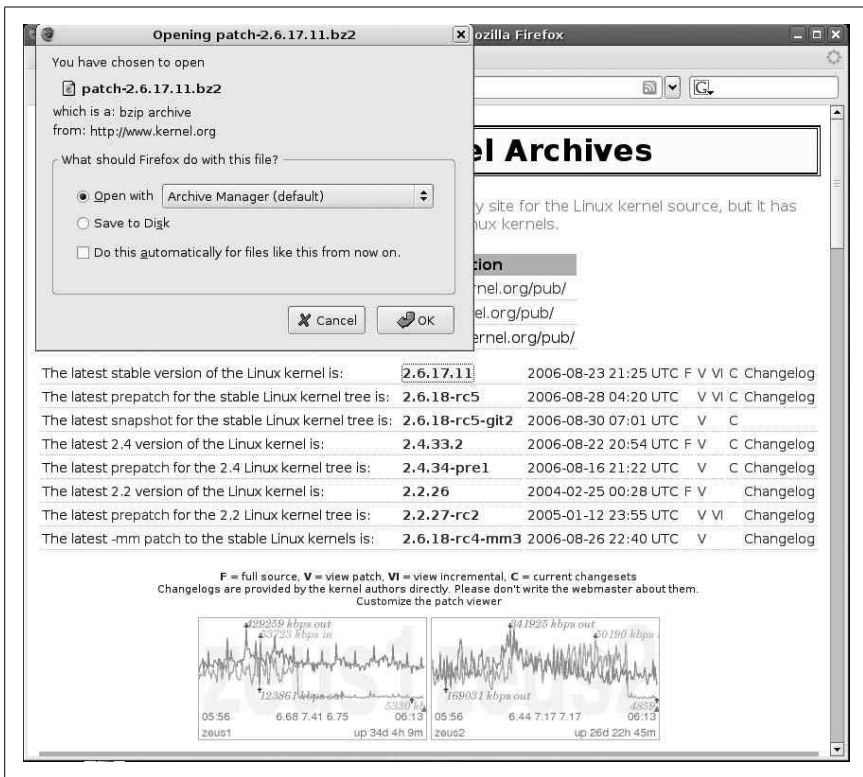 Opening patch-2.6.17.11.bz2
ozilla Firefox
You have chosen to open
patch-2.6.17.11.bz2
which is a: bzip archive
from: http://www.kernel.org
What should Firefox do with this file?
Open with Archive Manager (default)
Save to Disk
Do this automatically for files like this from now on.
Cancel OK
G
el Archives
y site for the Linux kernel source, but it has
ux kernels.
tion
rnel.org/pub/
el.org/pub/
ernel.org/pub/
The latest stable version of the Linux kernel is: 2.6.17.11 2006-08-23 21:25 UTC F V VI C Changelog
The latest prepatch for the stable Linux kernel tree is: 2.6.18-rc5 2006-08-28 04:20 UTC V VI C Changelog
The latest snapshot for the stable Linux kernel tree is: 2.6.18-rc5-git2 2006-08-30 07:01 UTC V C
The latest 2.4 version of the Linux kernel is: 2.4.33.2 2006-08-22 20:54 UTC F V C Changelog
The latest prepatch for the 2.4 Linux kernel tree is: 2.4.34-pre1 2006-08-16 21:22 UTC V C Changelog
The latest 2.2 version of the Linux kernel is: 2.2.26 2004-02-25 00:28 UTC F V Changelog
The latest prepatch for the 2.2 Linux kernel tree is: 2.2.27-rc2 2005-01-12 23:55 UTC V VI Changelog
The latest -mm patch to the stable Linux kernels is: 2.6.18-rc4-mm3 2006-08-26 22:40 UTC V Changelog
F = full source, V = view patch, VI = view incremental, C = current changesets
Changelogs are provided by the kernel authors directly. Please don't write the webmaster about them.
Customize the patch viewer
429259 kbps out
53723 kbps in
zeus1
123861 kbps out
5330 kb
05:56 6.68 7.41 6.75 06:13
zeus1 up 34d 4h 9m
341925 kbps out
50190 kbps
zeus2
169031 kbps out
4859
05:56 6.44 7.17 7.17 06:13
zeus2 up 26d 22h 45m